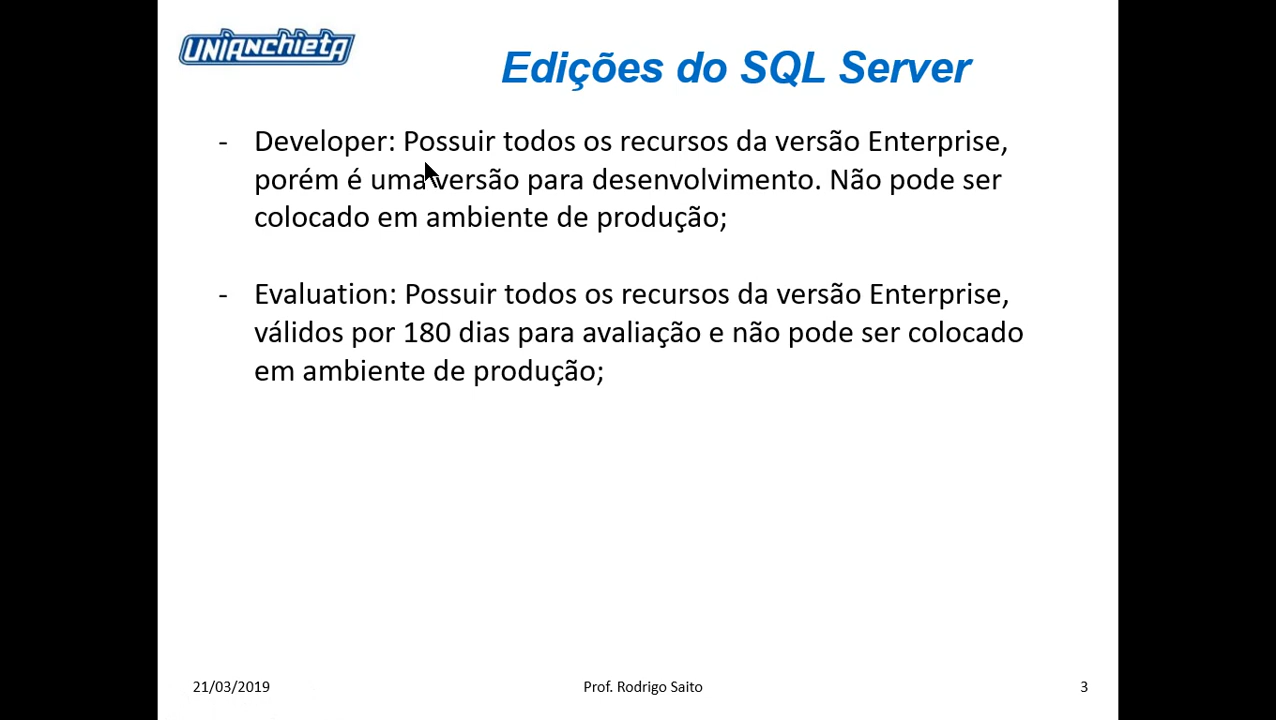 UNIANCHIETA
Edições do SQL Server
- Developer: Possuir todos os recursos da versão Enterprise,
porém é uma versão para desenvolvimento. Não pode ser
colocado em ambiente de produção;
- Evaluation: Possuir todos os recursos da versão Enterprise,
válidos por 180 dias para avaliação e não pode ser colocado
em ambiente de produção;
21/03/2019
Prof. Rodrigo Saito
3